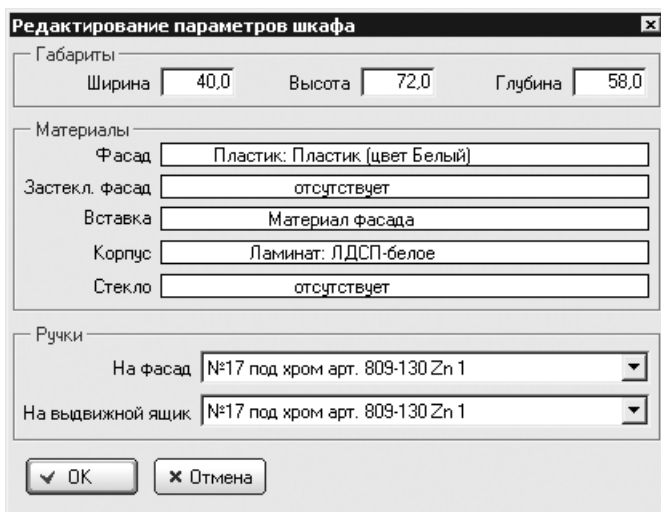 Редактирование параметров шкафа
Габариты
Ширина 40,0 Высота 72,0 Глубина 58,0
Материалы
Фасад Пластик: Пластик (цвет Белый)
Застекл. фасад отсутствует
Вставка Материал фасада
Корпус Ламинат: ЛДСП-белое
Стекло отсутствует
Ручки
На фасад №17 под хром арт. 809-130 Zn 1
На выдвижной ящик №17 под хром арт. 809-130 Zn 1
OK Отмена